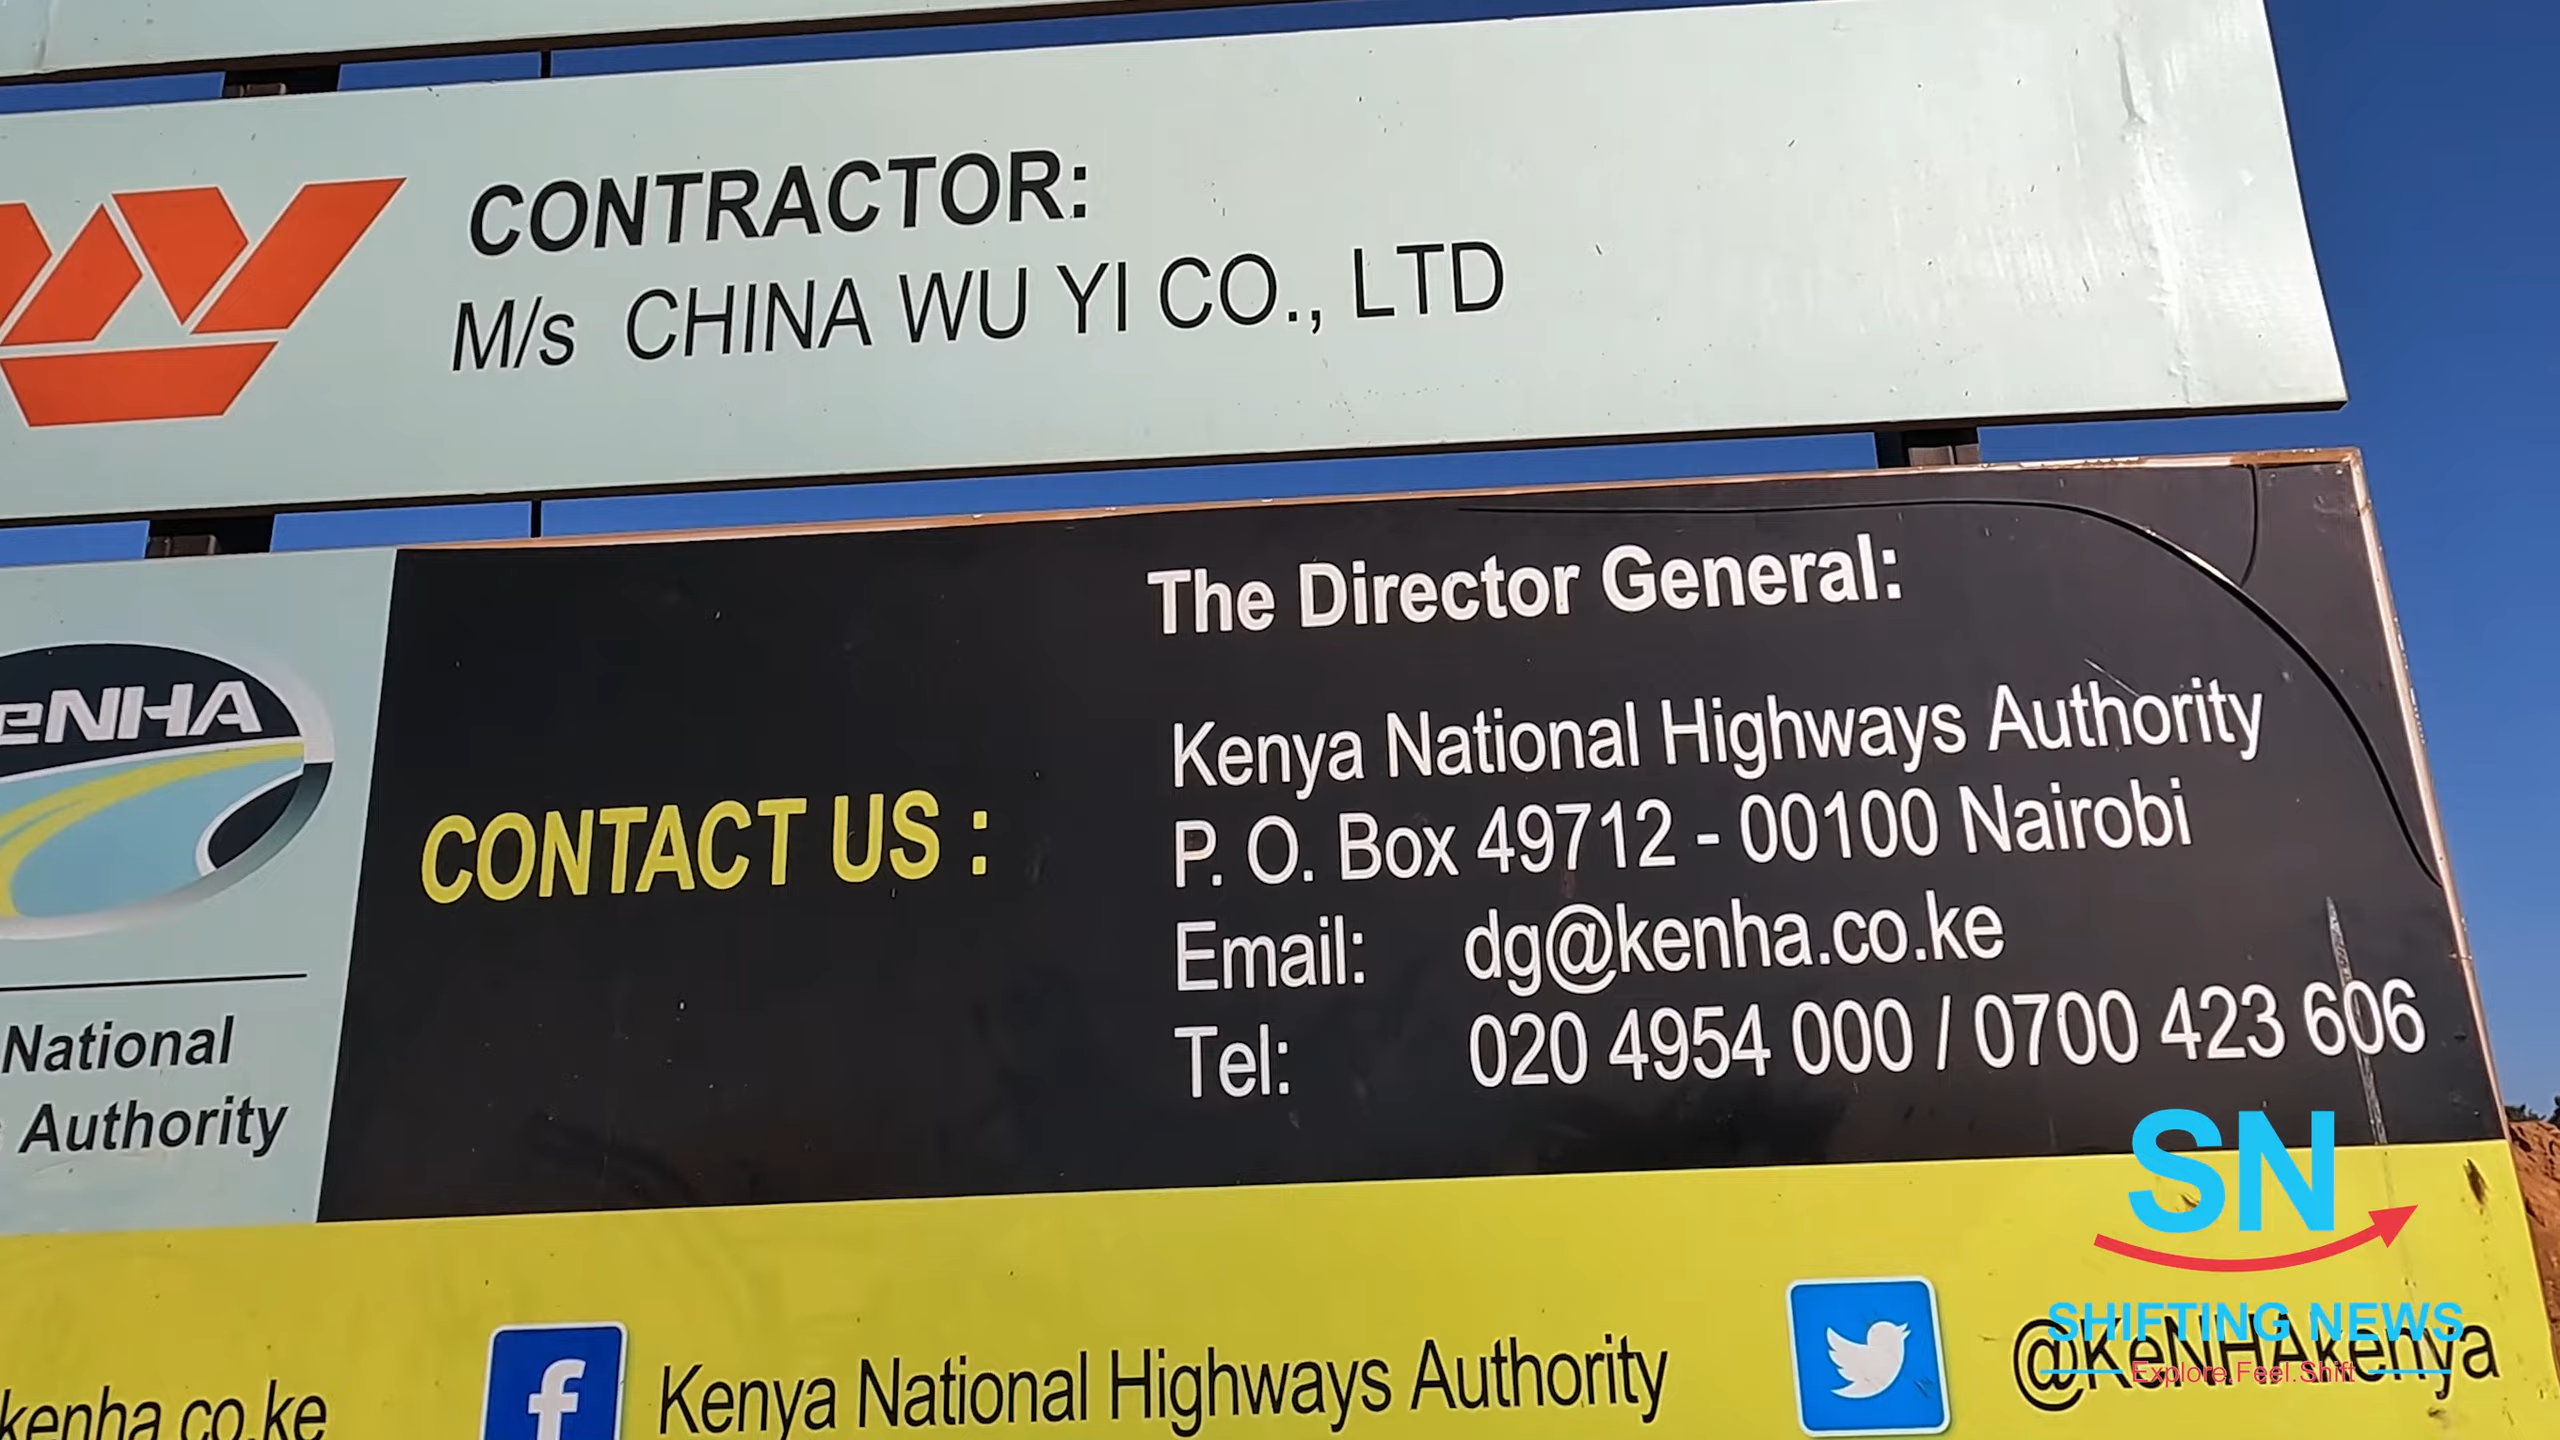 CONTRACTOR:
M/s CHINA WU YI CO., LTD
eNHA
National
Authority
CONTACT US :
The Director General:
Kenya National Highways Authority
P. O. Box 49712 - 00100 Nairobi
Email: dg@kenha.co.ke
Tel: 020 4954 000 / 0700 423 606
kenha.co.ke
f
Kenya National Highways Authority
@KeNHAkenya
SN
SHIFTING NEWS
Explore.Feel.Shift